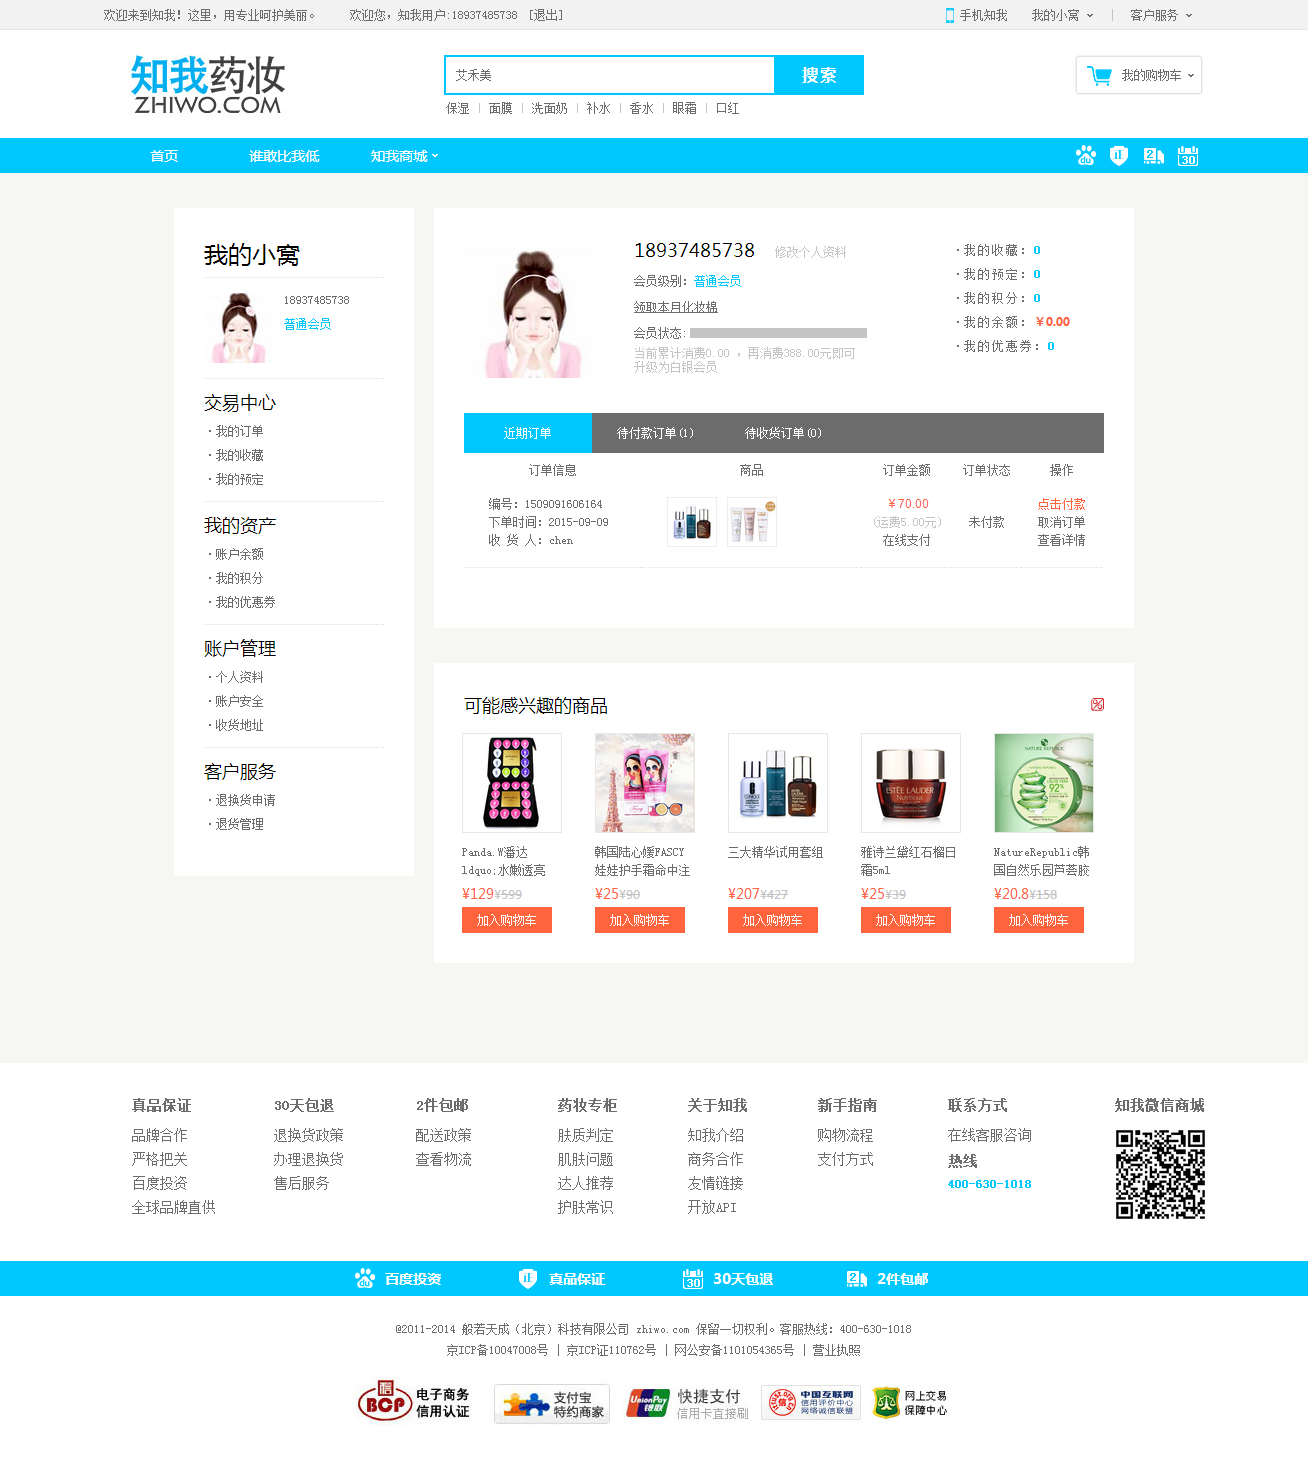 欢迎来到知我！这里，用专业呵护美丽。 欢迎您，知我用户:18937485738 [退出] 手机知我 我的小窝 客户服务
知我药妆
ZHIWO.COM
艾禾美 搜索
保湿 面膜 洗面奶 补水 香水 眼霜 口红
我的购物车
首页 谁敢比我低 知我商城
我的小窝
18937485738
普通会员
交易中心
·我的订单
·我的收藏
·我的预定
我的资产
·账户余额
·我的积分
·我的优惠券
账户管理
·个人资料
·账户安全
·收货地址
客户服务
·退换货申请
·退货管理
18937485738 修改个人资料
会员级别：普通会员
领取本月化妆棉
会员状态:
当前累计消费0.00 ，再消费388.00元即可
升级为白银会员
·我的收藏：0
·我的预定：0
·我的积分：0
·我的余额：￥0.00
·我的优惠券：0
近期订单 待付款订单(1) 待收货订单(0)
订单信息 商品 订单金额 订单状态 操作
编号：1509091606164
下单时间：2015-09-09
收 货 人：chen
￥70.00
(运费5.00元)
在线支付
未付款
点击付款
取消订单
查看详情
可能感兴趣的商品
Panda.W潘达
ldquo;水嫩透亮
¥129¥599
加入购物车
韩国陆心媛FASCY
娃娃护手霜命中注
¥25¥90
加入购物车
CLINIQUE
三大精华试用套组
¥207¥427
加入购物车
ESTEE LAUDER
Nutritious
雅诗兰黛红石榴日
霜5ml
¥25¥39
加入购物车
NATURE REPUBLIC
92%
NatureRepublic韩
国自然乐园芦荟胶
¥20.8¥158
加入购物车
真品保证
品牌合作
严格把关
百度投资
全球品牌直供
30天包退
退换货政策
办理退换货
售后服务
2件包邮
配送政策
查看物流
药妆专柜
肤质判定
肌肤问题
达人推荐
护肤常识
关于知我
知我介绍
商务合作
友情链接
开放API
新手指南
购物流程
支付方式
联系方式
在线客服咨询
热线
400-630-1018
知我微信商城
百度投资 真品保证 30天包退 2件包邮
@2011-2014 般若天成（北京）科技有限公司 zhiwo.com 保留一切权利。客服热线：400-630-1018
京ICP备10047008号 | 京ICP证110762号 | 网公安备1101054365号 | 营业执照
BCP 电子商务
信用认证
支付宝
特约商家
UnionPay
银联
快捷支付
信用卡直接刷
中国互联网
信用评价中心
网络诚信联盟
网上交易
保障中心